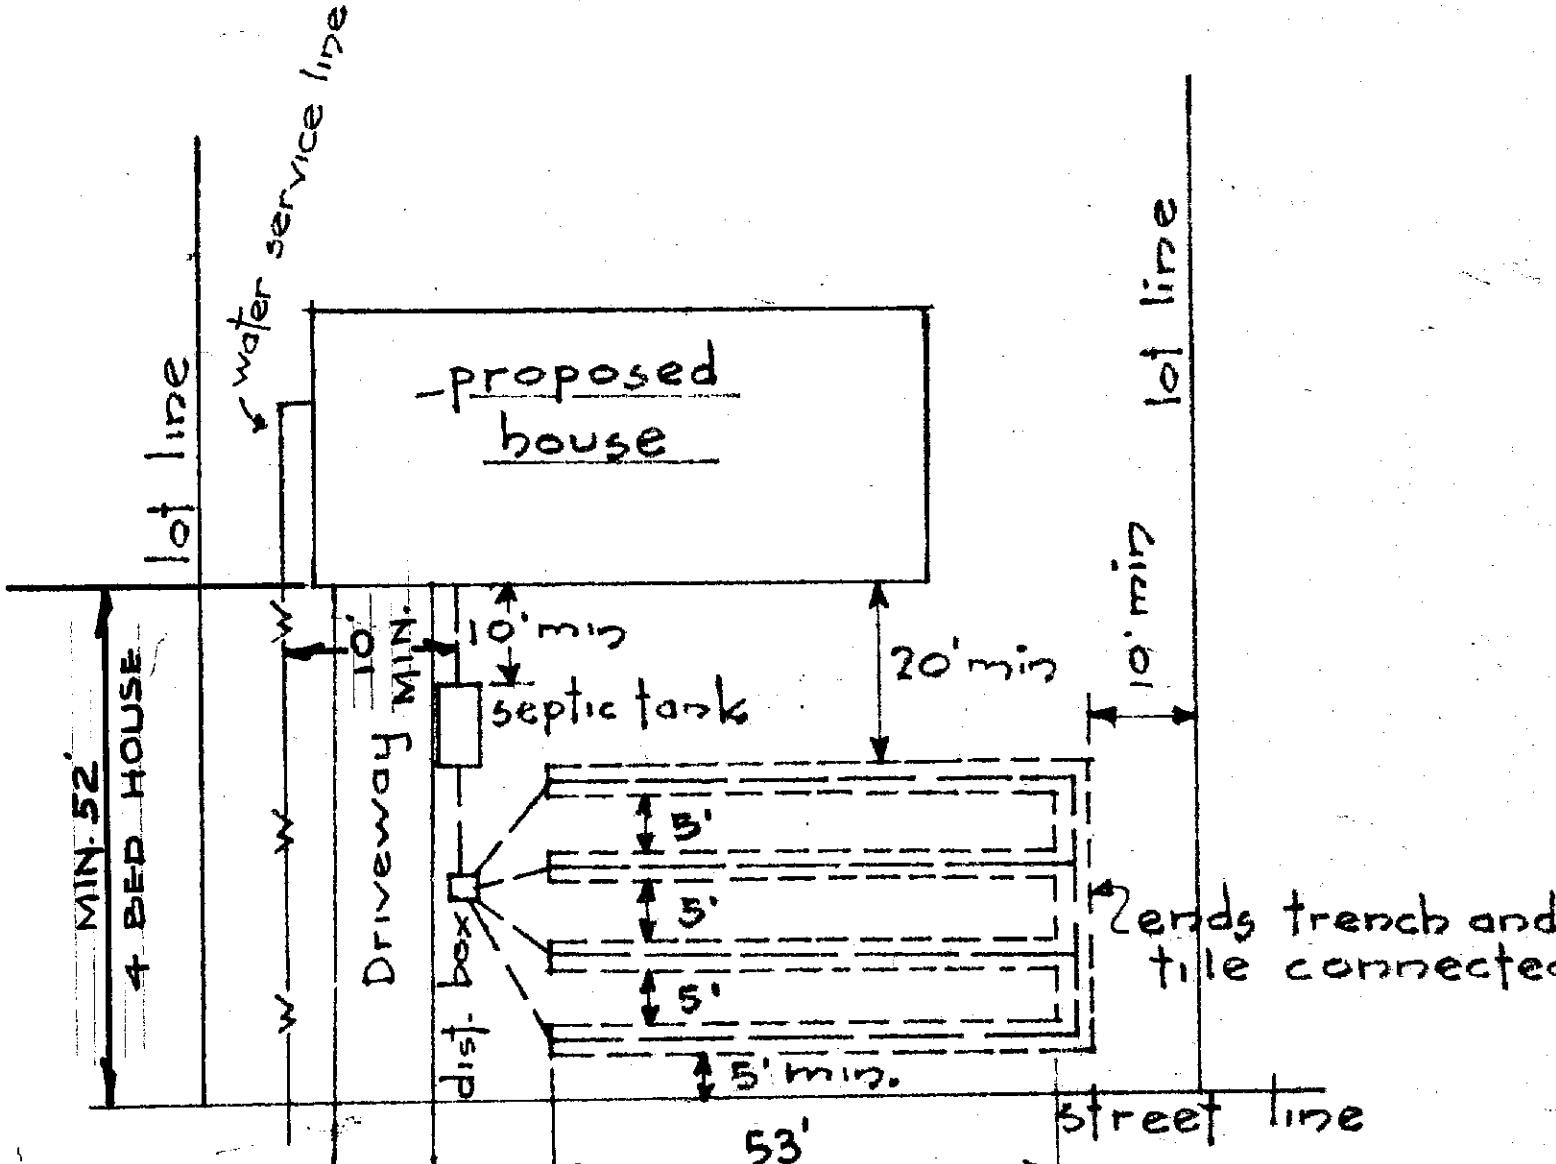 water service line
lot line
lot line
proposed
house
10' min
10'
MIN.
10' min
20' min
septic tank
MIN. 52'
4 BED HOUSE
W
W
W
Driveway
dist. box
5'
5'
5'
5' min.
ends trench and
tile connected
street line
53'